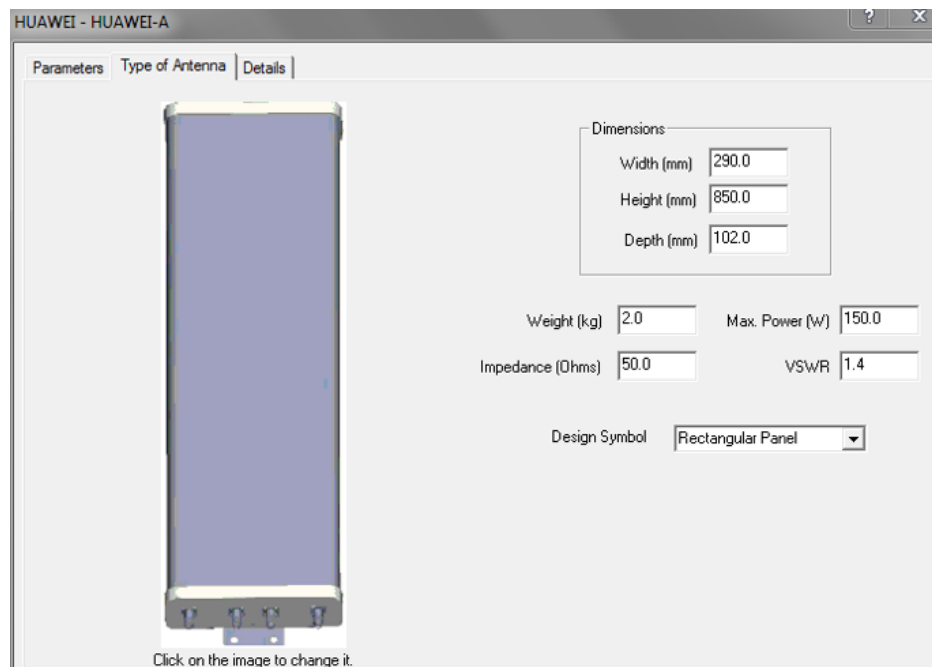 HUAWEI - HUAWEI-A
? X
Parameters Type of Antenna Details
Dimensions
Width (mm) 290.0
Height (mm) 850.0
Depth (mm) 102.0
Weight (kg) 2.0 Max. Power (W) 150.0
Impedance (Ohms) 50.0 VSWR 1.4
Design Symbol Rectangular Panel
Click on the image to change it.